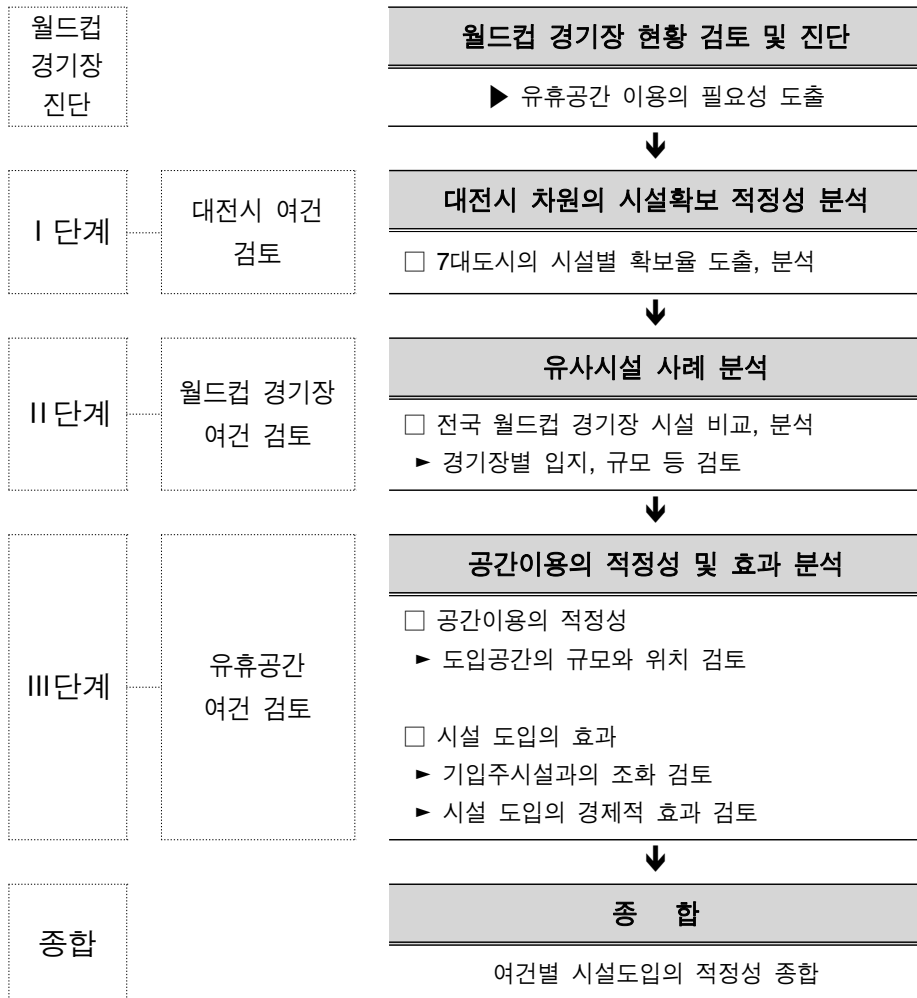 월드컵
경기장
진단
월드컵 경기장 현황 검토 및 진단
▶ 유휴공간 이용의 필요성 도출
Ⅰ단계
대전시 여건
검토
대전시 차원의 시설확보 적정성 분석
□ 7대도시의 시설별 확보율 도출, 분석
Ⅱ단계
월드컵 경기장
여건 검토
유사시설 사례 분석
□ 전국 월드컵 경기장 시설 비교, 분석
► 경기장별 입지, 규모 등 검토
Ⅲ단계
유휴공간
여건 검토
공간이용의 적정성 및 효과 분석
□ 공간이용의 적정성
► 도입공간의 규모와 위치 검토
□ 시설 도입의 효과
► 기입주시설과의 조화 검토
► 시설 도입의 경제적 효과 검토
종합
종 합
여건별 시설도입의 적정성 종합